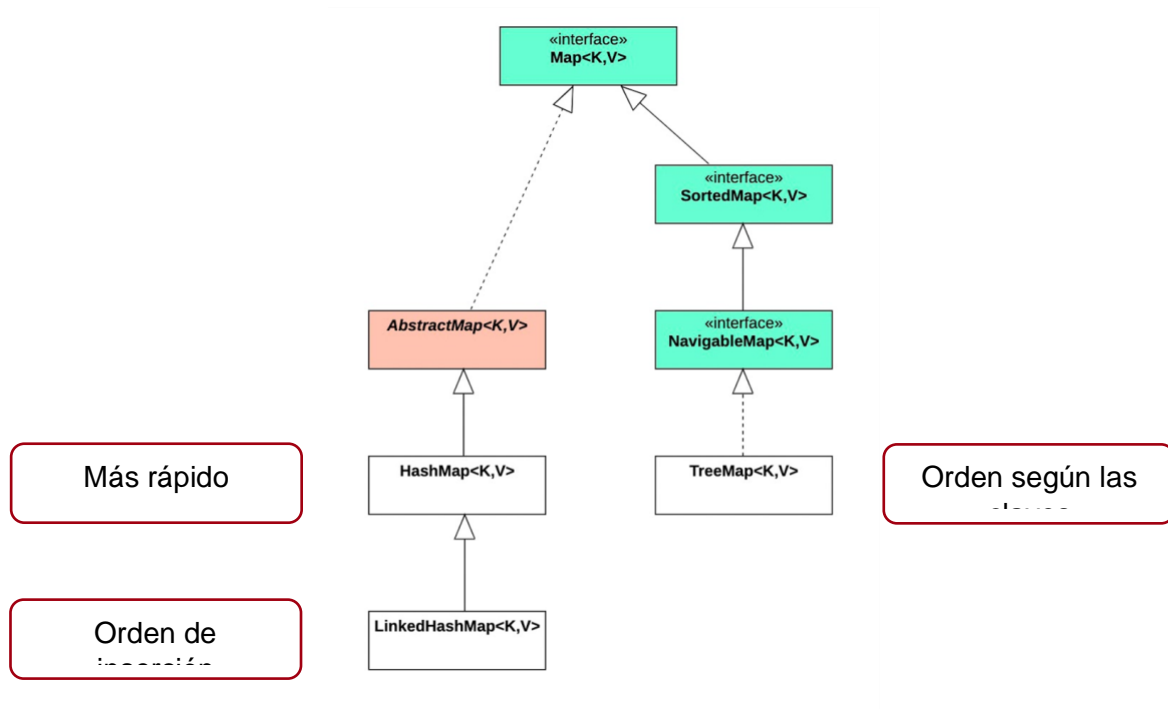 «interface»
Map<K,V>
«interface»
SortedMap<K,V>
AbstractMap<K,V>
«interface»
NavigableMap<K,V>
Más rápido
HashMap<K,V>
TreeMap<K,V>
Orden según las
Orden de
LinkedHashMap<K,V>